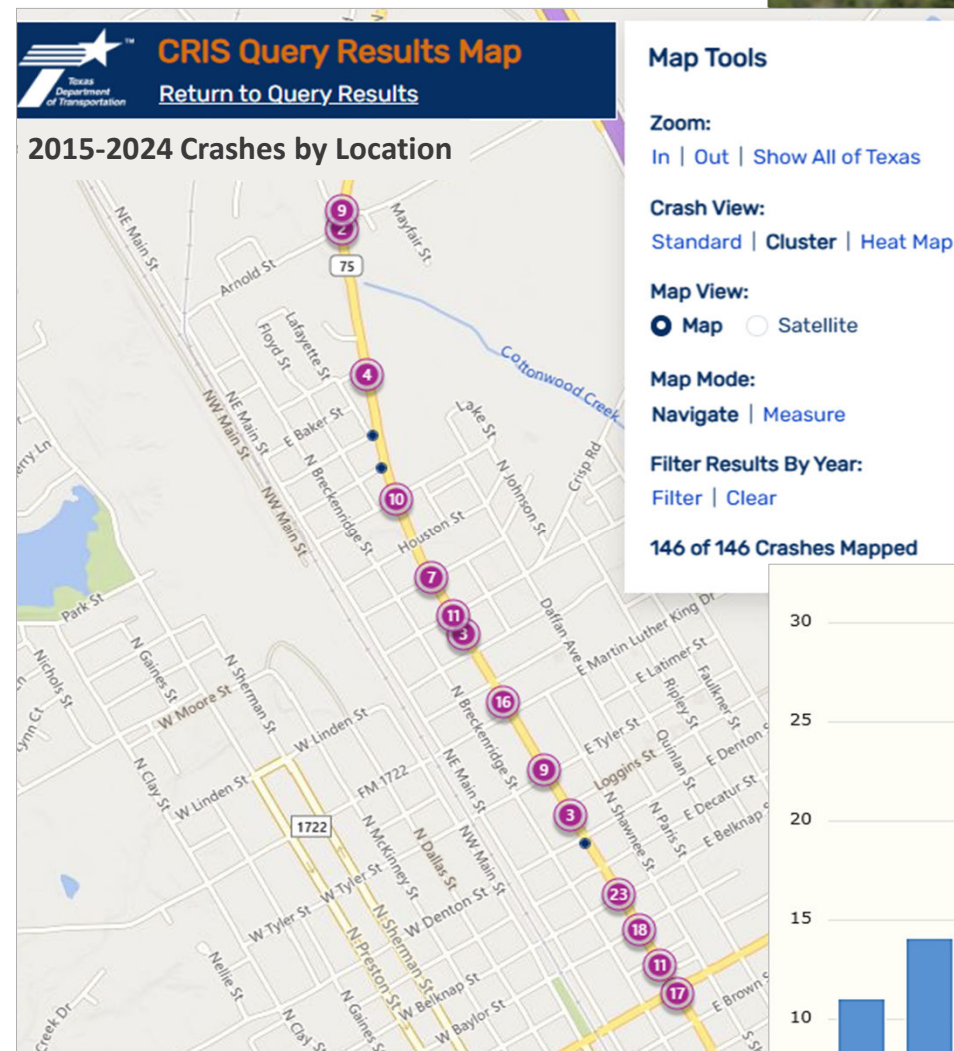 Texas
Department
of Transportation
TM
CRIS Query Results Map
Return to Query Results
2015-2024 Crashes by Location
Map Tools
Zoom:
In | Out | Show All of Texas
Crash View:
Standard | Cluster | Heat Map
Map View:
Map Satellite
Map Mode:
Navigate | Measure
Filter Results By Year:
Filter | Clear
146 of 146 Crashes Mapped
NE Main St
9
2
Mayfair St
75
Arnold St
Lafayette St
Floyd St
4
Cottonwood Creek
NE Main St
NW Main St
E Baker St
Lake St
N Johnson St
Crisp Rd
N Breckenridge St
10
NW Main St
Houston St
7
11
3
Park St
Daffan Ave
E Martin Luther King Dr
E Latimer St
Nichols St
N Gaines St
N Sherman St
Ripley St
Faulkner St
16
W Moore St
N Breckenridge St
W Linden St
E Tyler St
Quinlan St
E Denton
9
Loggins St
N Clay St
W Linden St
FM 1722
NE Main St
E Decatur St
3
N Shawnee St
N Paris St
E Belknap
1722
N McKinney St
N Dallas St
NW Main St
W Tyler St
23
W Tyler St
N Sherman St
W Denton St
18
11
Nellie St
N Preston St
17
E Brown
W Belknap St
Creek Dr
N Clay St
N Gaines St
W Baylor St
30
25
20
15
10